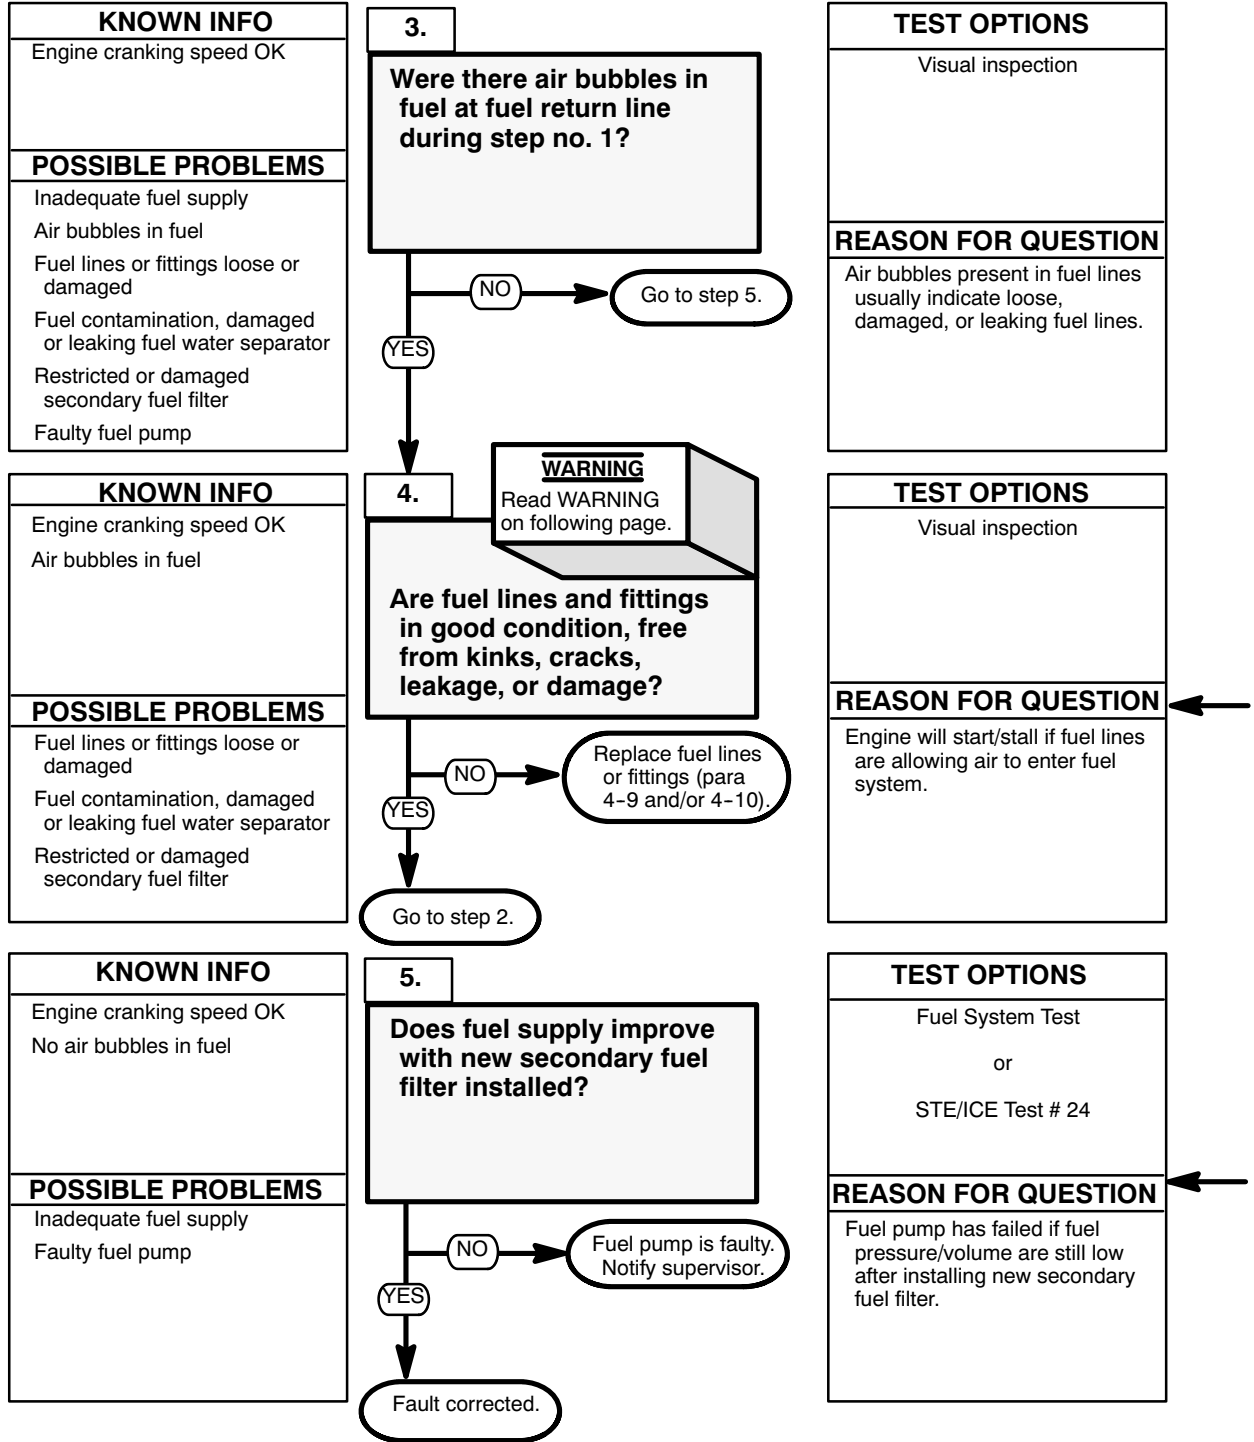 KNOWN INFO
Engine cranking speed OK
POSSIBLE PROBLEMS
Inadequate fuel supply
Air bubbles in fuel
Fuel lines or fittings loose or
damaged
Fuel contamination, damaged
or leaking fuel water separator
Restricted or damaged
secondary fuel filter
Faulty fuel pump
3.
Were there air bubbles in
fuel at fuel return line
during step no. 1?
NO
Go to step 5.
YES
TEST OPTIONS
Visual inspection
REASON FOR QUESTION
Air bubbles present in fuel lines
usually indicate loose,
damaged, or leaking fuel lines.
KNOWN INFO
Engine cranking speed OK
Air bubbles in fuel
POSSIBLE PROBLEMS
Fuel lines or fittings loose or
damaged
Fuel contamination, damaged
or leaking fuel water separator
Restricted or damaged
secondary fuel filter
4.
WARNING
Read WARNING
on following page.
Are fuel lines and fittings
in good condition, free
from kinks, cracks,
leakage, or damage?
NO
Replace fuel lines
or fittings (para
4-9 and/or 4-10).
YES
Go to step 2.
TEST OPTIONS
Visual inspection
REASON FOR QUESTION
Engine will start/stall if fuel lines
are allowing air to enter fuel
system.
KNOWN INFO
Engine cranking speed OK
No air bubbles in fuel
POSSIBLE PROBLEMS
Inadequate fuel supply
Faulty fuel pump
5.
Does fuel supply improve
with new secondary fuel
filter installed?
NO
Fuel pump is faulty.
Notify supervisor.
YES
Fault corrected.
TEST OPTIONS
Fuel System Test
or
STE/ICE Test # 24
REASON FOR QUESTION
Fuel pump has failed if fuel
pressure/volume are still low
after installing new secondary
fuel filter.